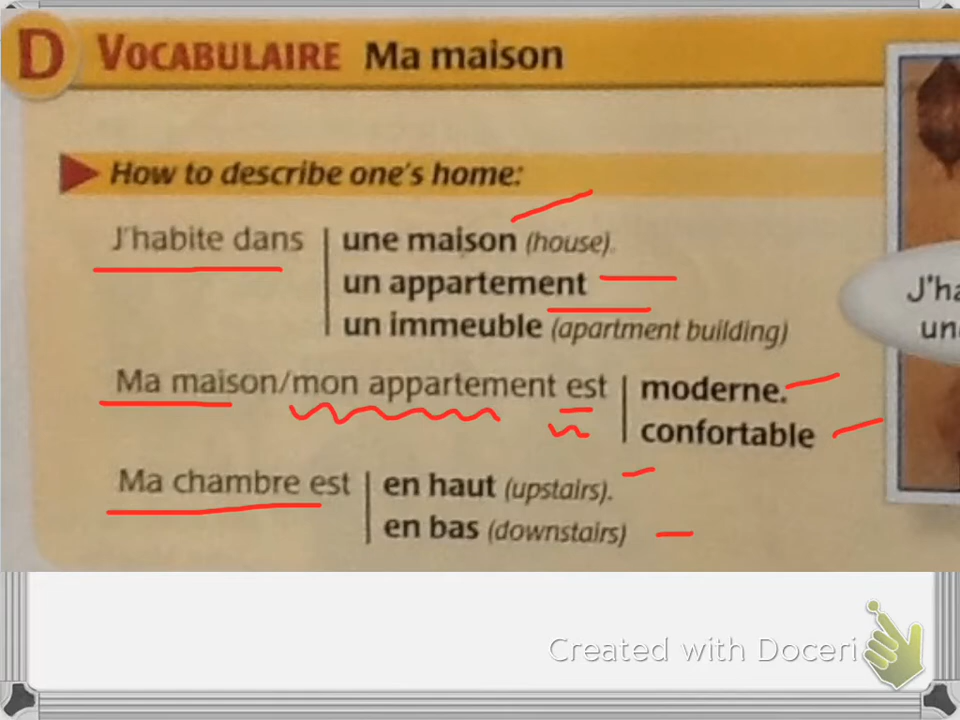 D VOCABULAIRE Ma maison
How to describe one's home:
J'habite dans
une maison (house).
un appartement
un immeuble (apartment building)
Ma maison/mon appartement est
moderne.
confortable
Ma chambre est
en haut (upstairs).
en bas (downstairs)
Created with Doceri